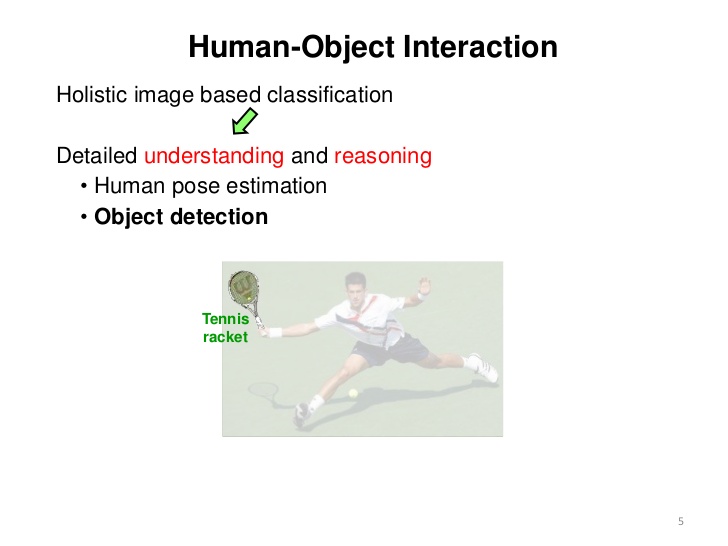 Human-Object Interaction
Holistic image based classification
Detailed understanding and reasoning
• Human pose estimation
• Object detection
Tennis
racket
5